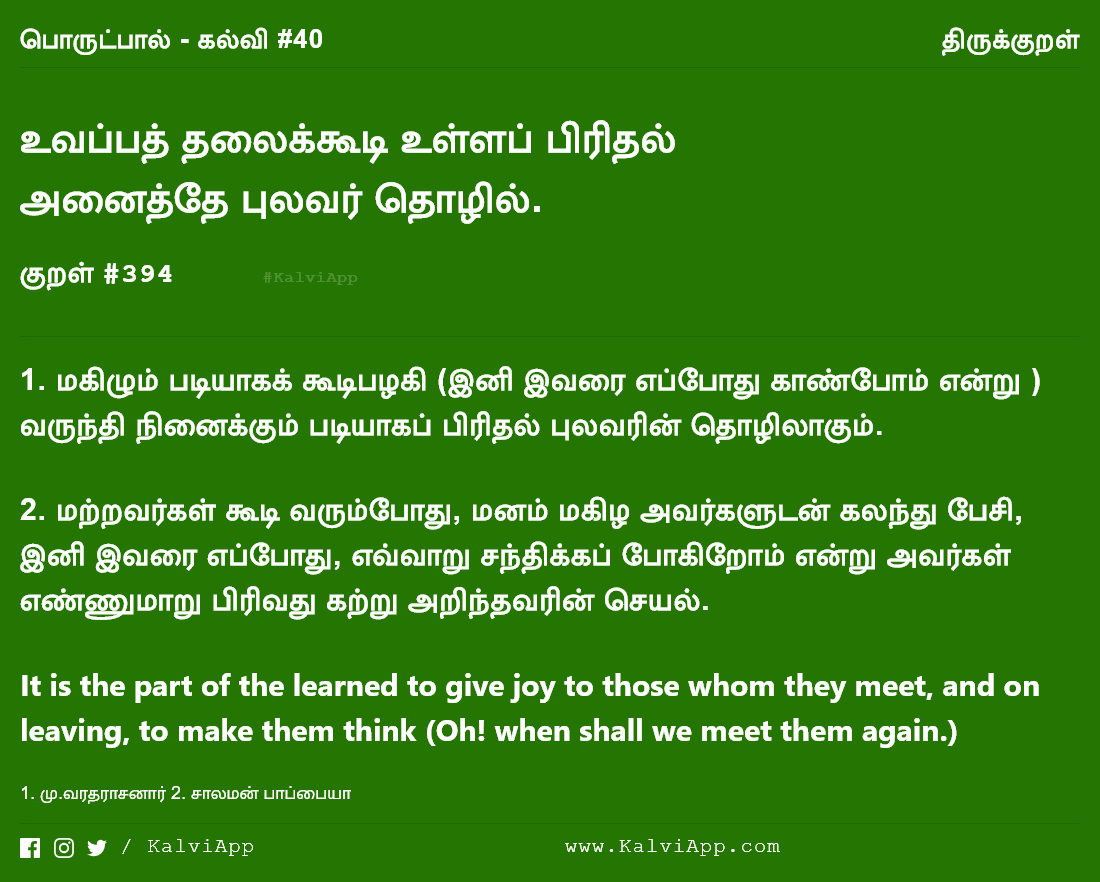 பொருட்பால் - கல்வி #40
திருக்குறள்
உவப்பத் தலைக்கூடி உள்ளப் பிரிதல்
அனைத்தே புலவர் தொழில்.
குறள் #394
#KalviApp
1. மகிழும் படியாகக் கூடிபழகி (இனி இவரை எப்போது காண்போம் என்று )
வருந்தி நினைக்கும் படியாகப் பிரிதல் புலவரின் தொழிலாகும்.
2. மற்றவர்கள் கூடி வரும்போது, மனம் மகிழ அவர்களுடன் கலந்து பேசி,
இனி இவரை எப்போது, எவ்வாறு சந்திக்கப் போகிறோம் என்று அவர்கள்
எண்ணுமாறு பிரிவது கற்று அறிந்தவரின் செயல்.
It is the part of the learned to give joy to those whom they meet, and on
leaving, to make them think (Oh! when shall we meet them again.)
1. மு.வரதராசனார் 2. சாலமன் பாப்பையா
/ KalviApp
www.KalviApp.com